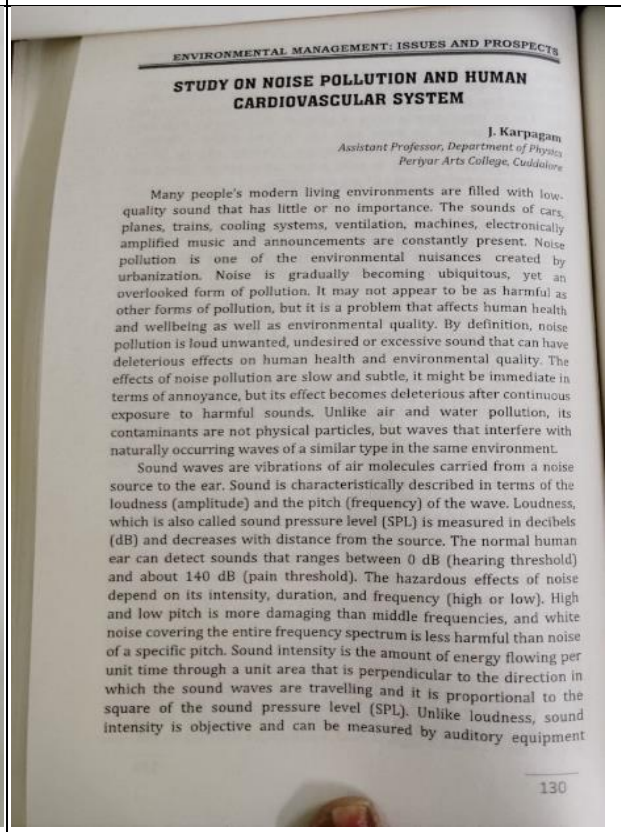 ENVIRONMENTAL MANAGEMENT: ISSUES AND PROSPECTS
STUDY ON NOISE POLLUTION AND HUMAN
CARDIOVASCULAR SYSTEM
J. Karpagam
Assistant Professor, Department of Physics
Periyar Arts College, Cuddalore
Many people's modern living environments are filled with low-
quality sound that has little or no importance. The sounds of cars,
planes, trains, cooling systems, ventilation, machines, electronically
amplified music and announcements are constantly present. Noise
pollution is one of the environmental nuisances created by
urbanization. Noise is gradually becoming ubiquitous, yet an
overlooked form of pollution. It may not appear to be as harmful as
other forms of pollution, but it is a problem that affects human health
and wellbeing as well as environmental quality. By definition, noise
pollution is loud unwanted, undesired or excessive sound that can have
deleterious effects on human health and environmental quality. The
effects of noise pollution are slow and subtle, it might be immediate in
terms of annoyance, but its effect becomes deleterious after continuous
exposure to harmful sounds. Unlike air and water pollution, its
contaminants are not physical particles, but waves that interfere with
naturally occurring waves of a similar type in the same environment.
Sound waves are vibrations of air molecules carried from a noise
source to the ear. Sound is characteristically described in terms of the
loudness (amplitude) and the pitch (frequency) of the wave. Loudness,
which is also called sound pressure level (SPL) is measured in decibels
(dB) and decreases with distance from the source. The normal human
ear can detect sounds that ranges between 0 dB (hearing threshold)
and about 140 dB (pain threshold). The hazardous effects of noise
depend on its intensity, duration, and frequency (high or low). High
and low pitch is more damaging than middle frequencies, and white
noise covering the entire frequency spectrum is less harmful than noise
of a specific pitch. Sound intensity is the amount of energy flowing per
unit time through a unit area that is perpendicular to the direction in
which the sound waves are travelling and it is proportional to the
square of the sound pressure level (SPL). Unlike loudness, sound
intensity is objective and can be measured by auditory equipment
130